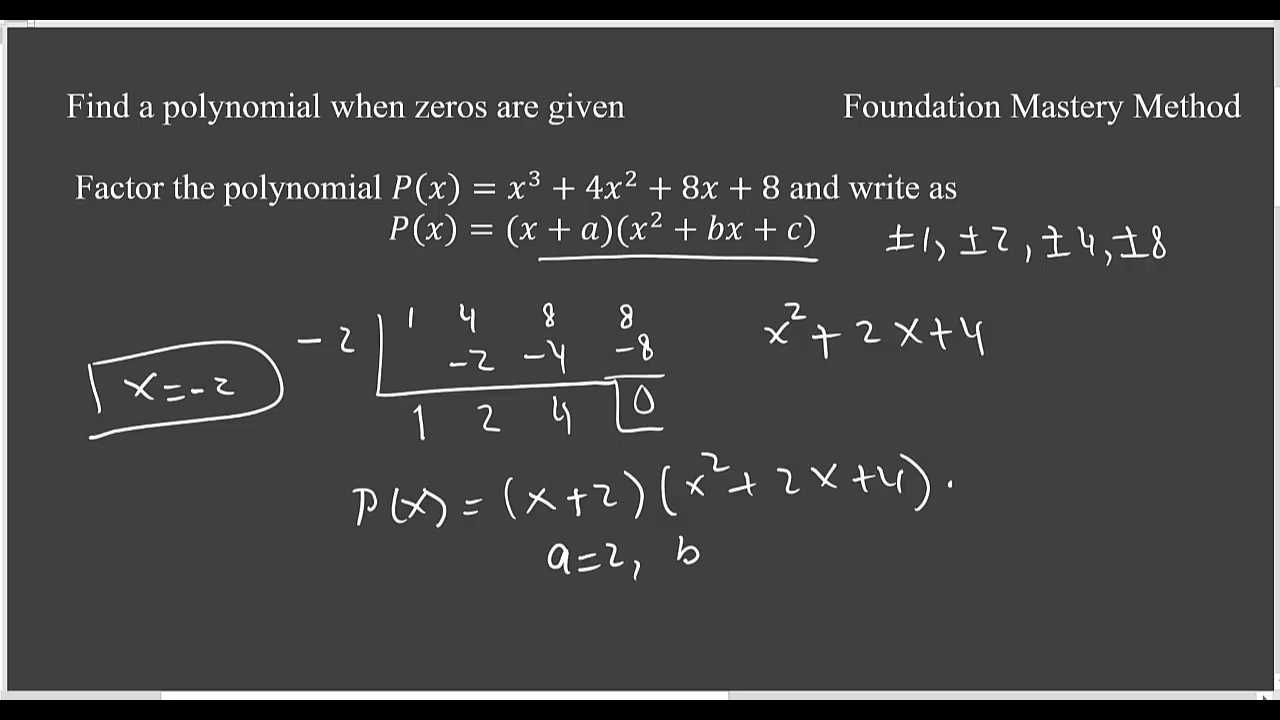 Find a polynomial when zeros are given Foundation Mastery Method
Factor the polynomial P(x) = x³ + 4x² + 8x + 8 and write as
P(x) = (x + a)(x² + bx + c) ±1, ±2, ±4, ±8
-2 1 4 8 8 x² + 2x + 4
-2 -4 -8
x = -2
1 2 4 0
P(x) = (x + 2)(x² + 2x + 4).
a = 2, b